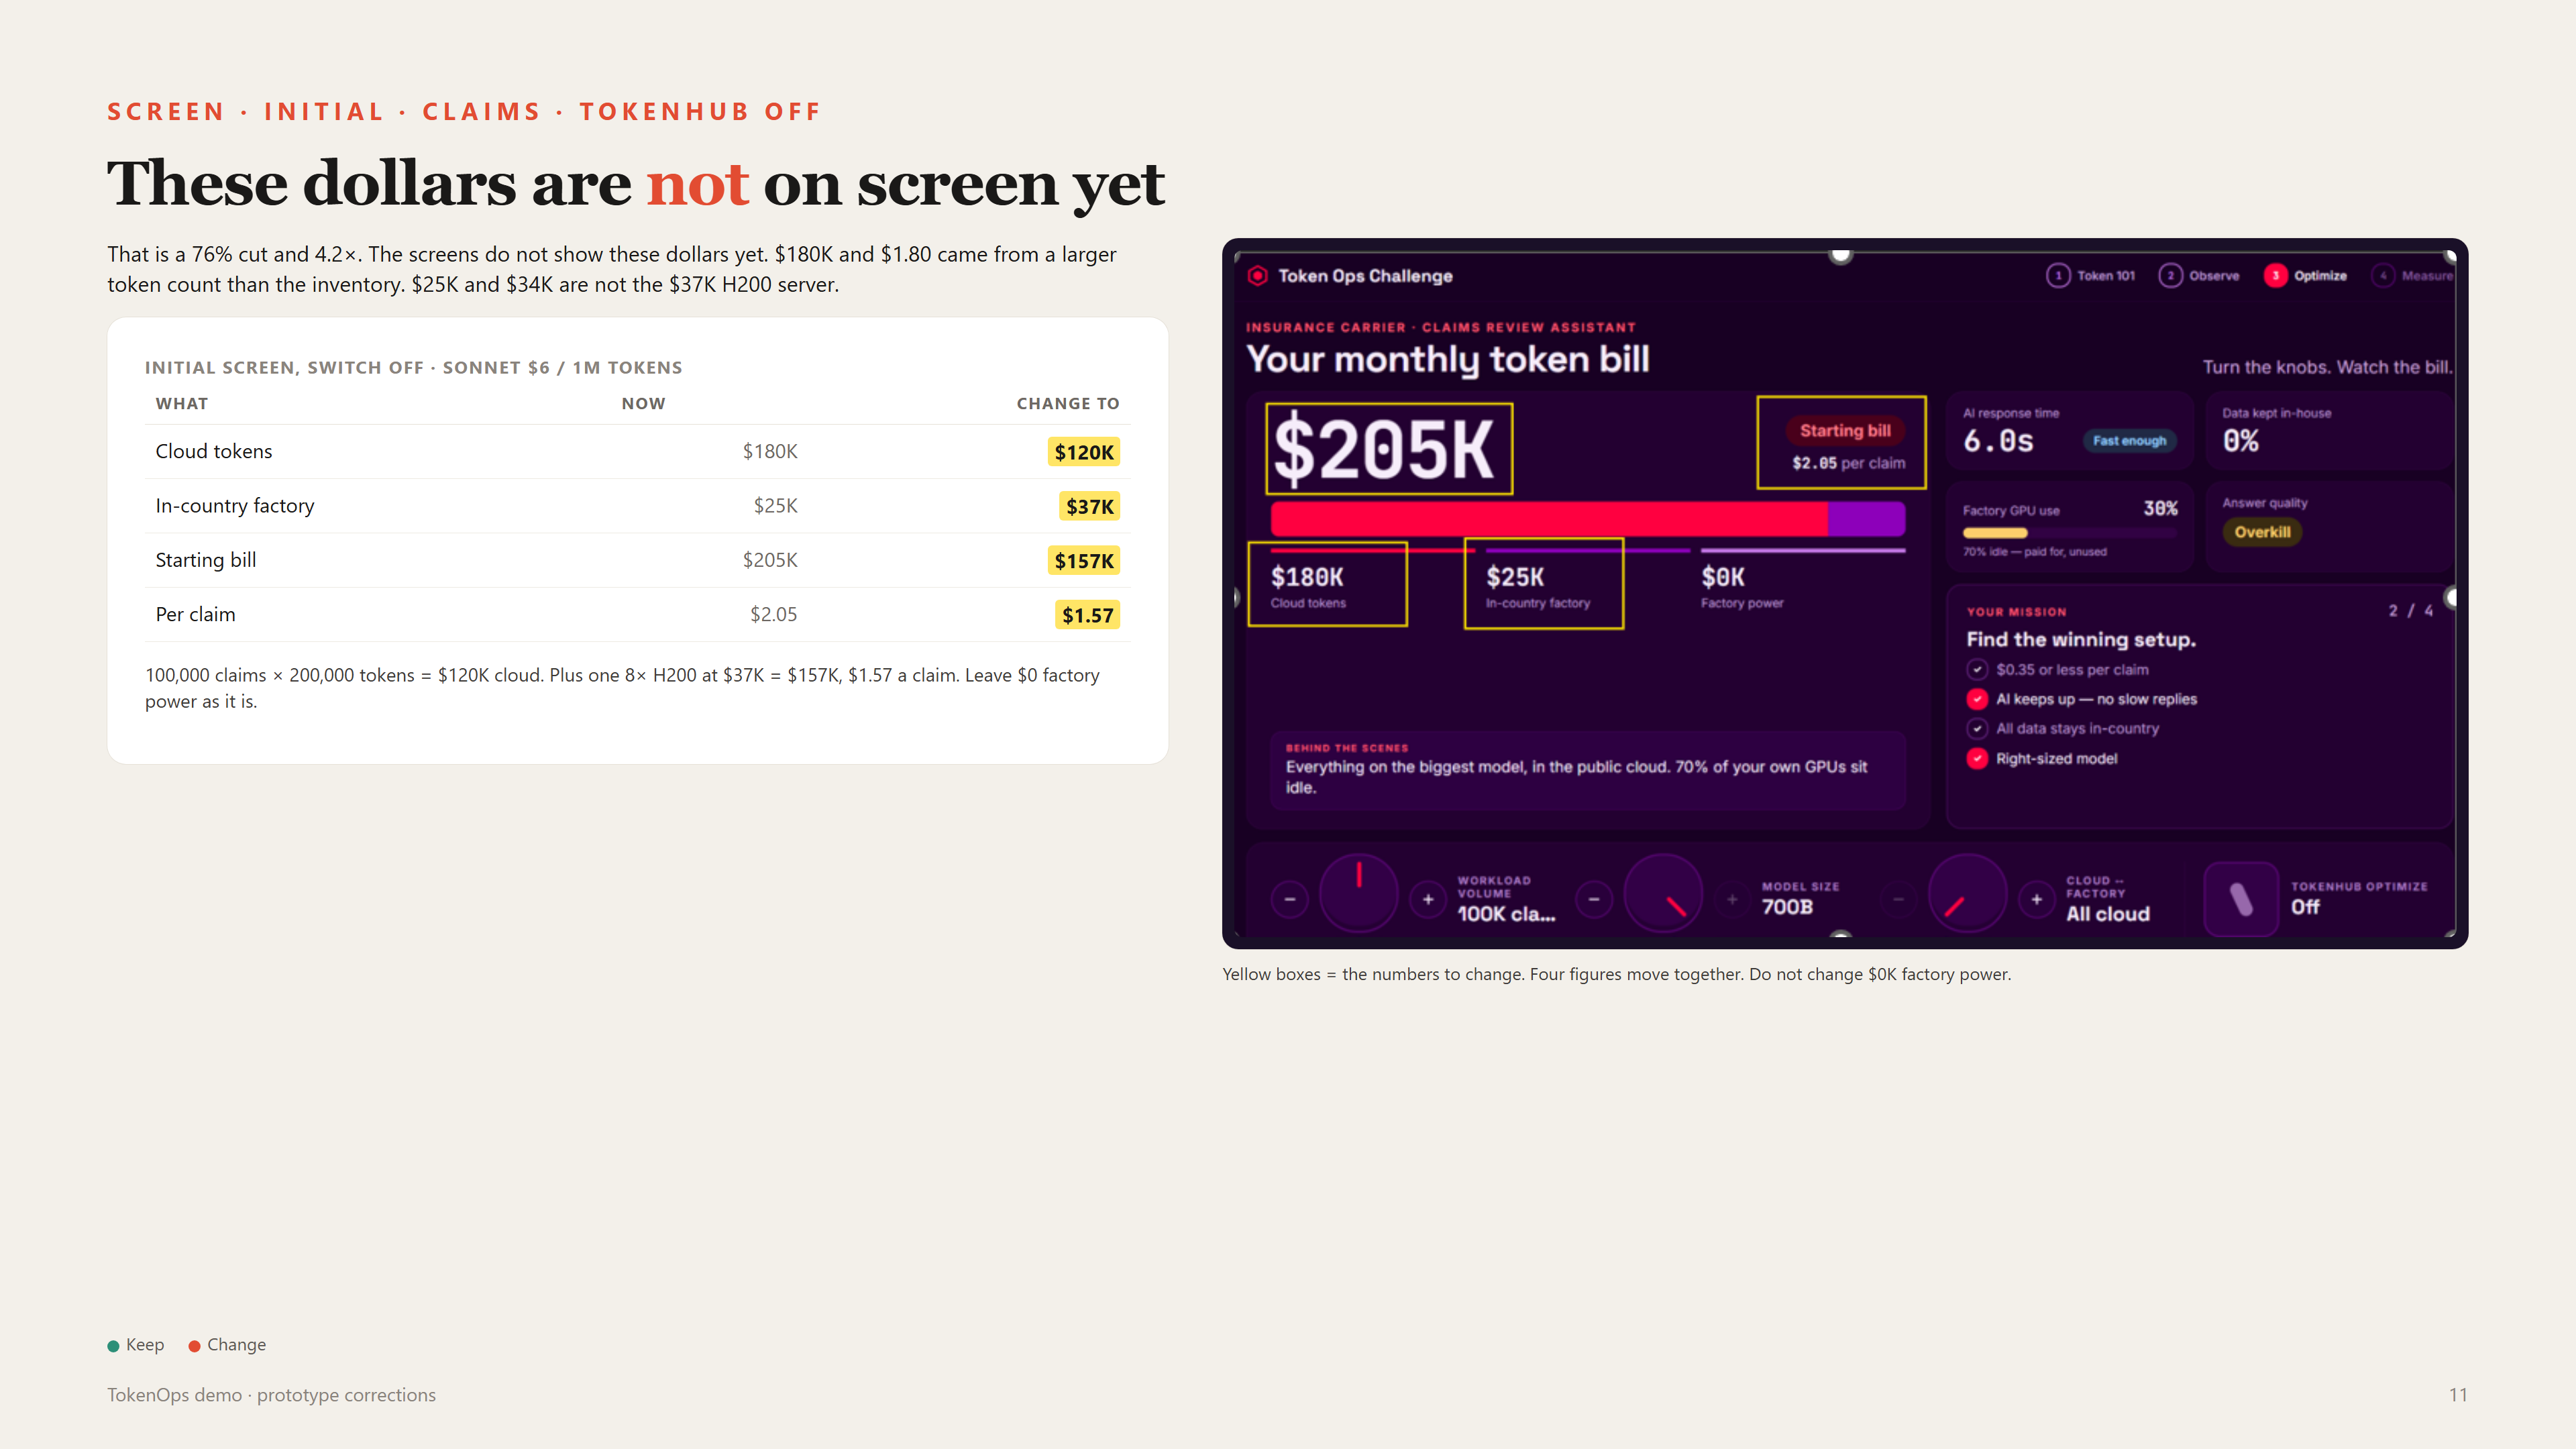 SCREEN · INITIAL · CLAIMS · TOKENHUB OFF
These dollars are not on screen yet
That is a 76% cut and 4.2×. The screens do not show these dollars yet. $180K and $1.80 came from a larger
token count than the inventory. $25K and $34K are not the $37K H200 server.
INITIAL SCREEN, SWITCH OFF · SONNET $6 / 1M TOKENS
WHAT NOW CHANGE TO
Cloud tokens $180K $120K
In-country factory $25K $37K
Starting bill $205K $157K
Per claim $2.05 $1.57
100,000 claims × 200,000 tokens = $120K cloud. Plus one 8× H200 at $37K = $157K, $1.57 a claim. Leave $0 factory
power as it is.
Token Ops Challenge
1 Token 101 2 Observe 3 Optimize 4 Measure
INSURANCE CARRIER · CLAIMS REVIEW ASSISTANT
Your monthly token bill
Turn the knobs. Watch the bill.
$205K
Starting bill
$2.05 per claim
$180K
Cloud tokens
$25K
In-country factory
$0K
Factory power
BEHIND THE SCENES
Everything on the biggest model, in the public cloud. 70% of your own GPUs sit
idle.
AI response time
6.0s Fast enough
Data kept in-house
0%
Factory GPU use 30%
70% idle — paid for, unused
Answer quality
Overkill
YOUR MISSION 2 / 4
Find the winning setup.
$0.35 or less per claim
AI keeps up — no slow replies
All data stays in-country
Right-sized model
− + WORKLOAD
VOLUME
100K cla...
− + MODEL SIZE
700B
− + CLOUD ↔
FACTORY
All cloud
TOKENHUB OPTIMIZE
Off
Yellow boxes = the numbers to change. Four figures move together. Do not change $0K factory power.
Keep Change
TokenOps demo · prototype corrections
11